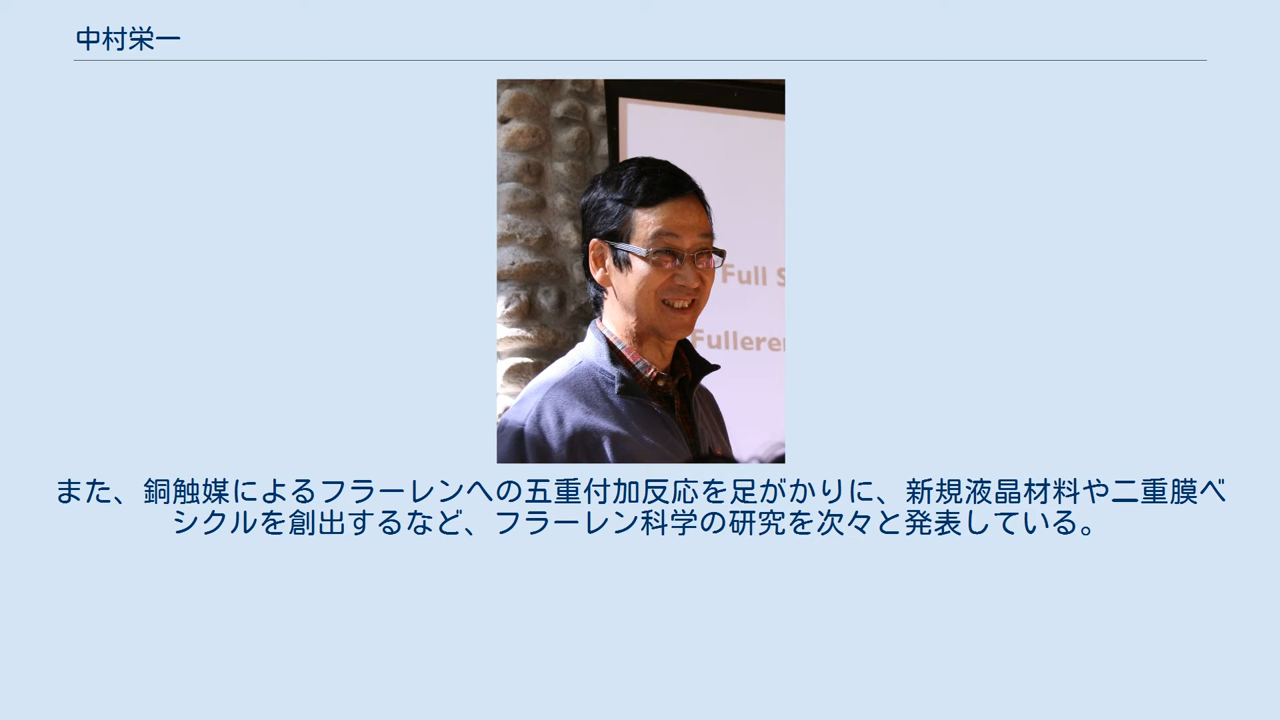 中村栄一
Full S
Fullere
また、銅触媒によるフラーレンへの五重付加反応を足がかりに、新規液晶材料や二重膜ベ
シクルを創出するなど、フラーレン科学の研究を次々と発表している。